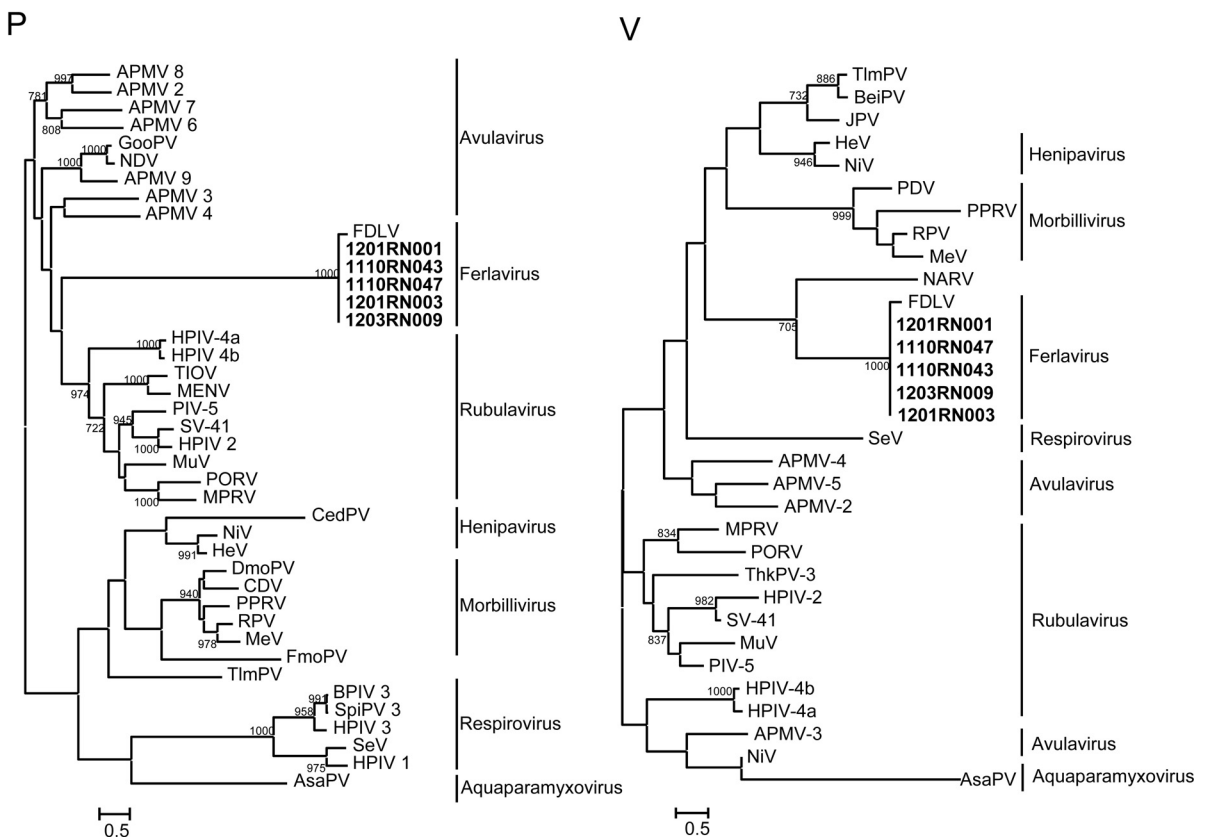 P
997
APMV 8
APMV 2
781
APMV 7
808
APMV 6
GooPV
1000
NDV
1000
APMV 9
APMV 3
APMV 4
Avulavirus
FDLV
1201RN001
1000
1110RN043
1110RN047
1201RN003
1203RN009
Ferlavirus
HPIV-4a
1000
HPIV 4b
TIOV
1000
MENV
974
PIV-5
945
722
SV-41
HPIV 2
1000
MuV
PORV
MPRV
1000
Rubulavirus
CedPV
NiV
HeV
991
Henipavirus
DmoPV
CDV
940
PPRV
RPV
MeV
978
FmoPV
Morbillivirus
TlmPV
BPIV 3
991
SpiPV 3
958
HPIV 3
1000
SeV
HPIV 1
975
Respirovirus
AsaPV
Aquaparamyxovirus
0.5
V
886
TlmPV
732
BeiPV
JPV
HeV
946
NiV
Henipavirus
PDV
999
PPRV
RPV
MeV
Morbillivirus
NARV
705
FDLV
1201RN001
1110RN047
1000
1110RN043
1203RN009
1201RN003
Ferlavirus
SeV
Respirovirus
APMV-4
APMV-5
APMV-2
Avulavirus
834
MPRV
PORV
ThkPV-3
982
HPIV-2
SV-41
837
MuV
PIV-5
1000
HPIV-4b
HPIV-4a
Rubulavirus
APMV-3
NiV
Avulavirus
AsaPV
Aquaparamyxovirus
0.5